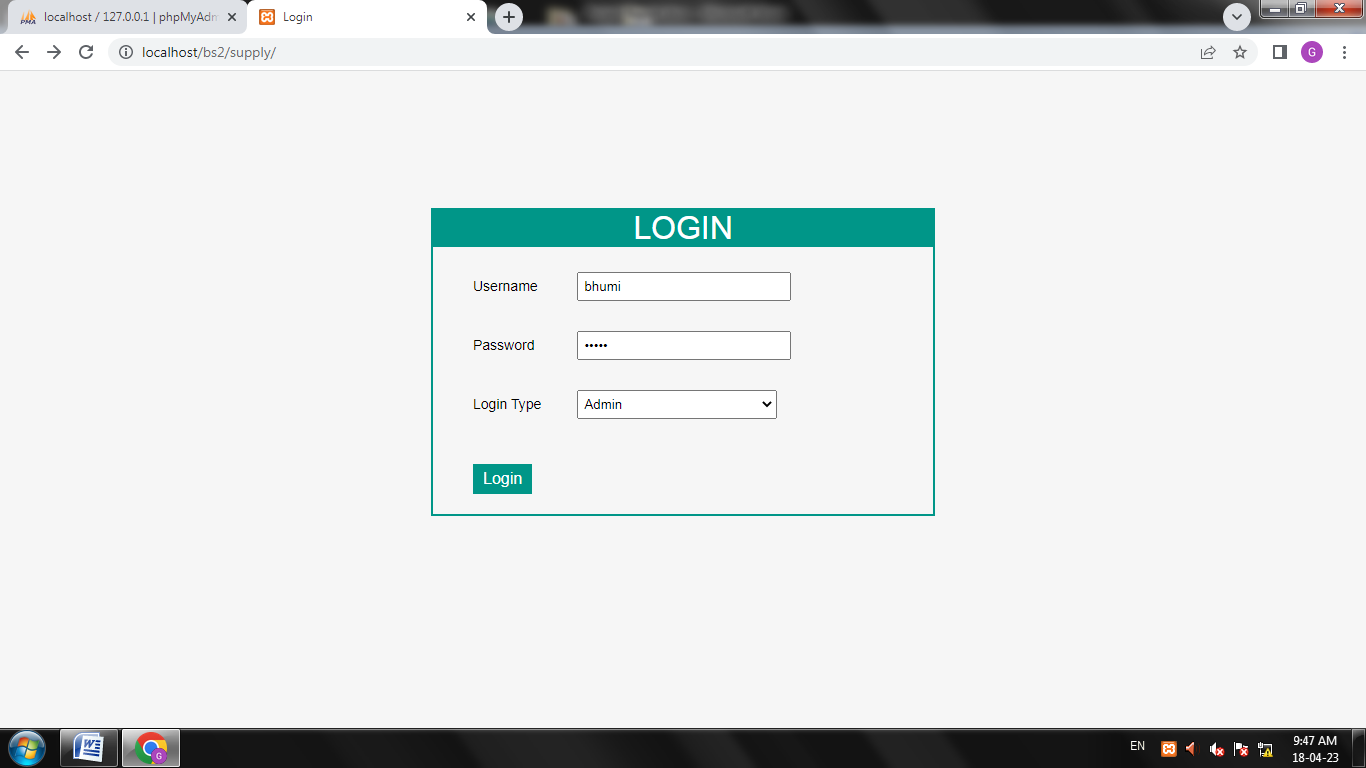 localhost / 127.0.0.1 | phpMyAdm
Login
localhost/bs2/supply/
G
LOGIN
Username bhumi
Password •••••
Login Type Admin
Login
EN
9:47 AM
18-04-23